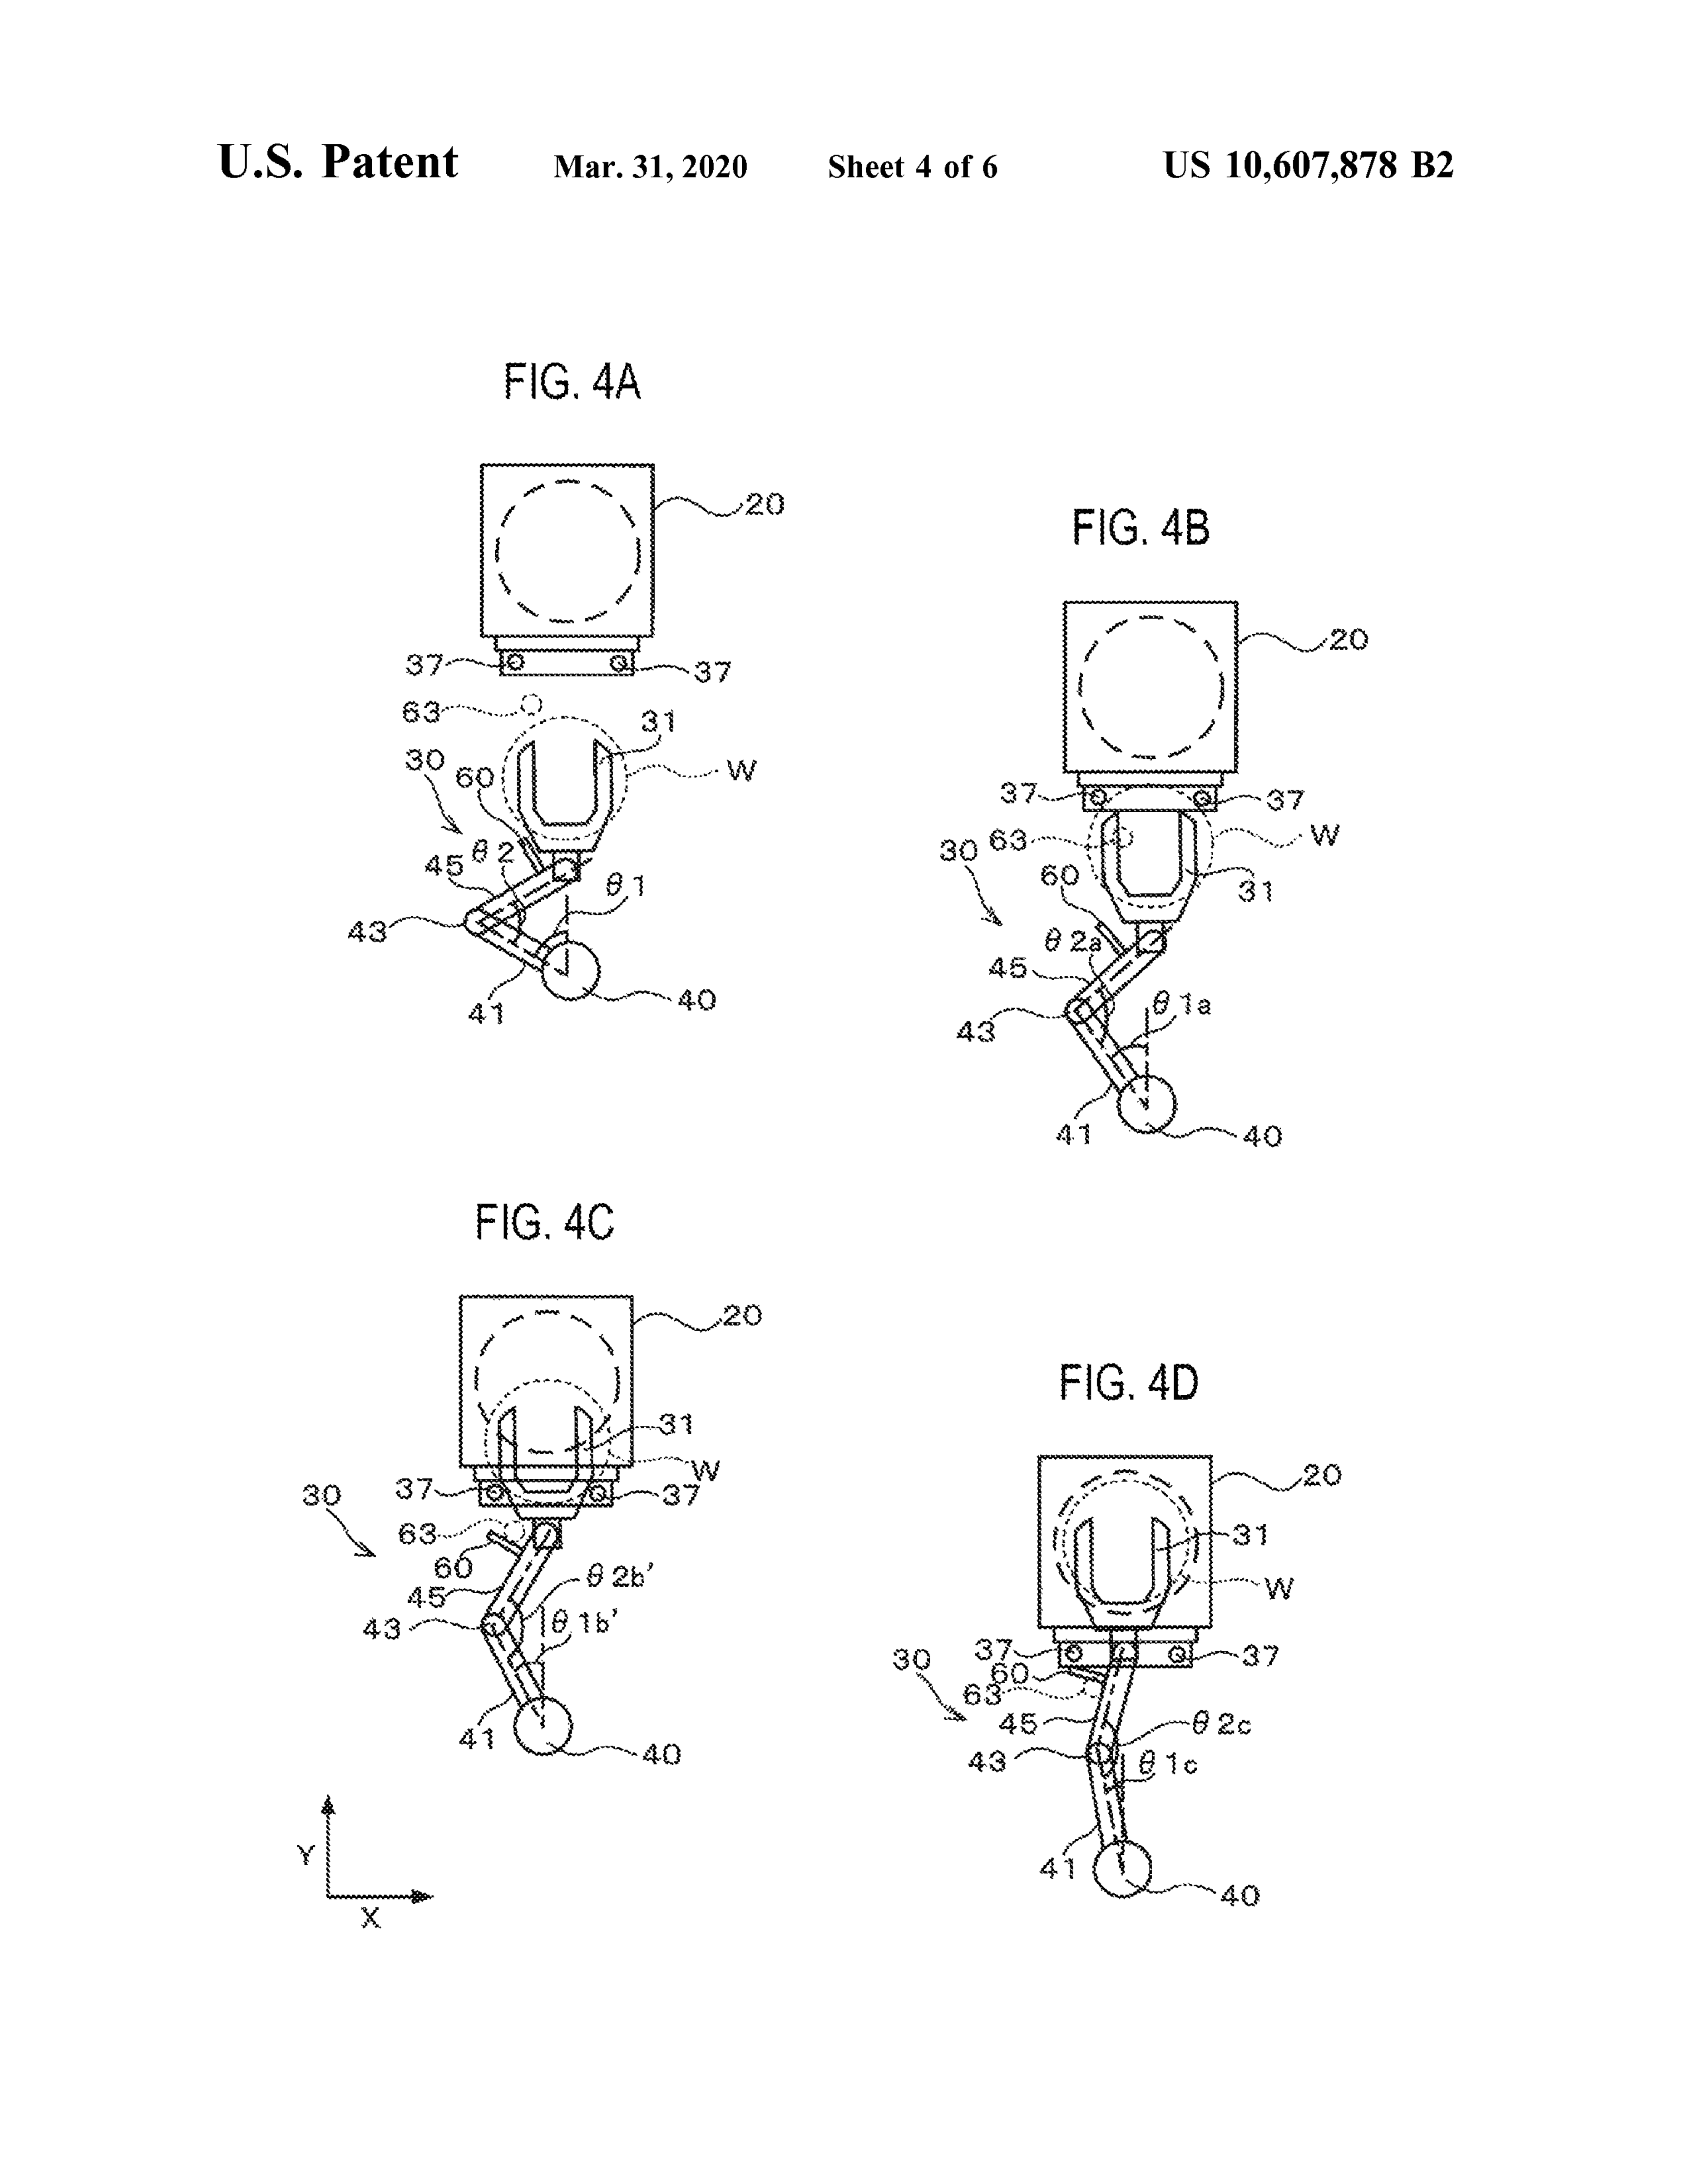 U.S. Patent Mar. 31, 2020 Sheet 4 of 6 US 10,607,878 B2
FIG. 4A
20
37 37
63
31
30
60
W
θ2
45
θ1
43
41
40
FIG. 4B
20
37 37
63
W
30
60
31
θ2a
45
θ1a
43
41
40
FIG. 4C
20
31
W
37 37
30
63
60
θ2b'
45
θ1b'
43
41
40
FIG. 4D
20
31
W
37 37
30
60
63
45
θ2c
43
θ1c
41
40
Y
X